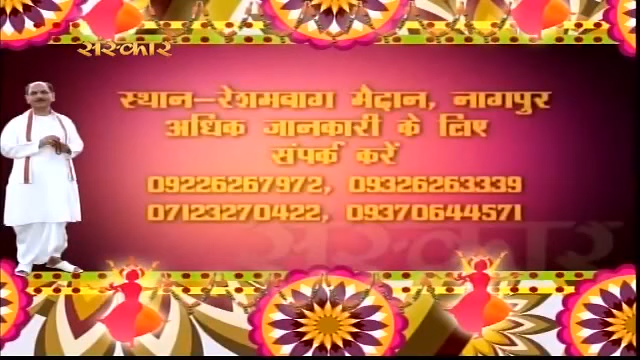 संस्कार
स्थान-रेशमबाग मैदान, नागपुर
अधिक जानकारी के लिए
संपर्क करें
09226267972, 09326263339
07123270422, 09370644571
संस्कार